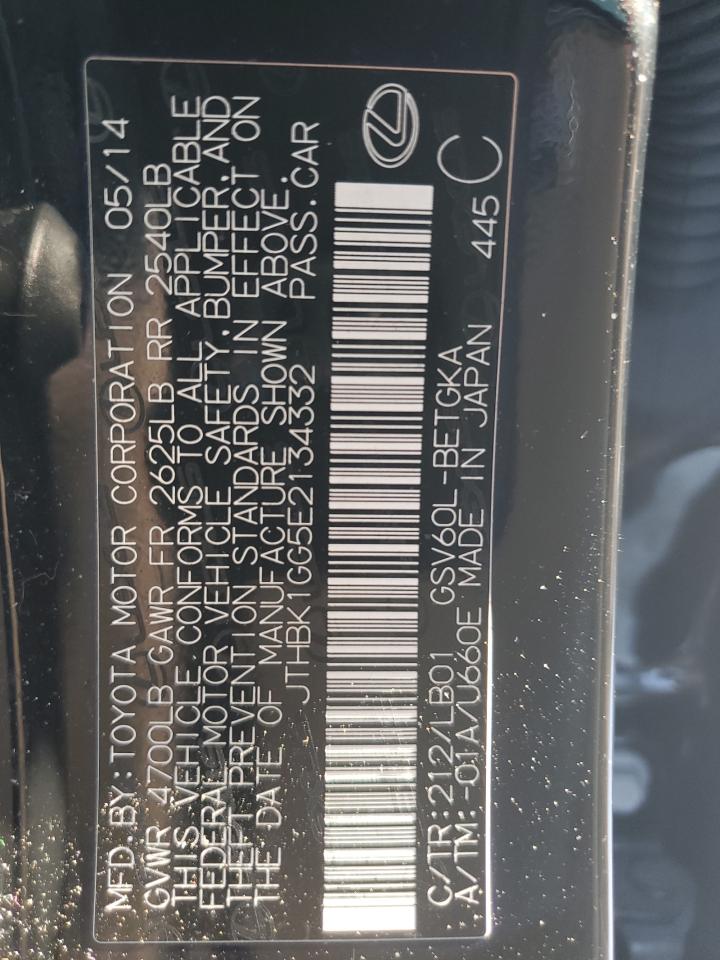 MFD.BY:TOYOTA MOTOR CORPORATION 05/14
GVWR 4700LB GAWR FR 2625LB RR 2540LB
THIS VEHICLE CONFORMS TO ALL APPLICABLE
FEDERAL MOTOR VEHICLE SAFETY,BUMPER,AND
THEFT PREVENTION STANDARDS IN EFFECT ON
THE DATE OF MANUFACTURE SHOWN ABOVE.
JTHBK1GG5E2134332 PASS.CAR
C/TR:212/LB01 GSV60L-BETGKA
A/TM:-01A/U660E MADE IN JAPAN 445 C